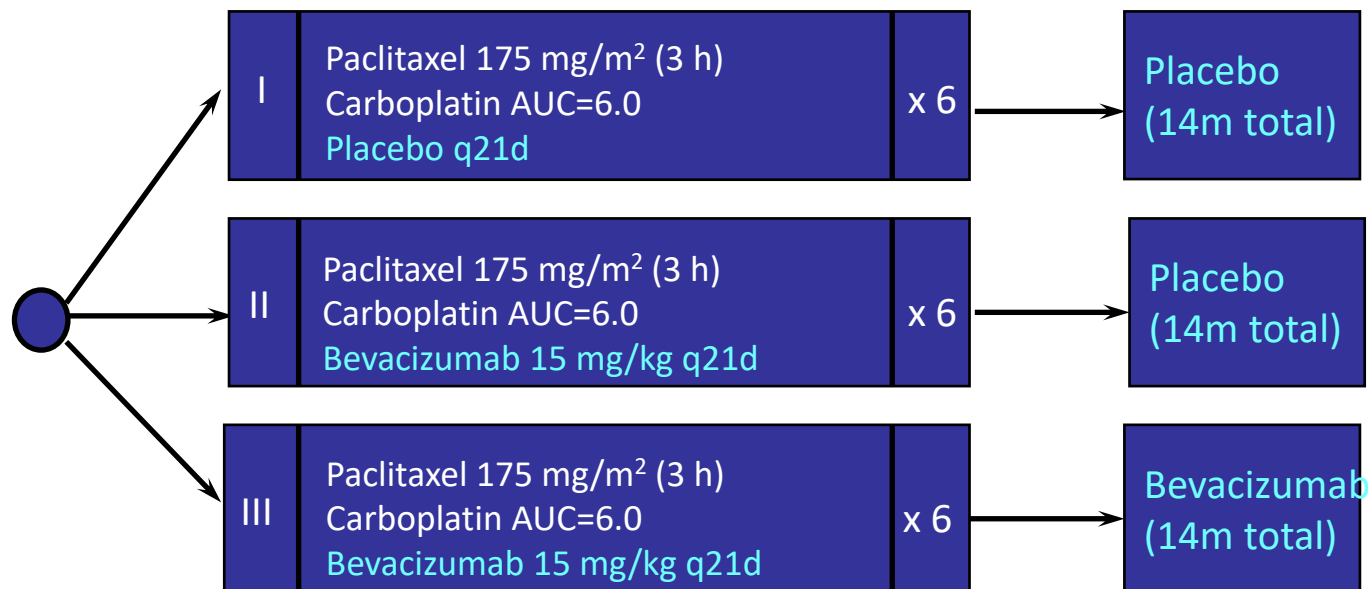 I
Paclitaxel 175 mg/m² (3 h)
Carboplatin AUC=6.0
Placebo q21d
x 6
Placebo
(14m total)
II
Paclitaxel 175 mg/m² (3 h)
Carboplatin AUC=6.0
Bevacizumab 15 mg/kg q21d
x 6
Placebo
(14m total)
III
Paclitaxel 175 mg/m² (3 h)
Carboplatin AUC=6.0
Bevacizumab 15 mg/kg q21d
x 6
Bevacizumab
(14m total)